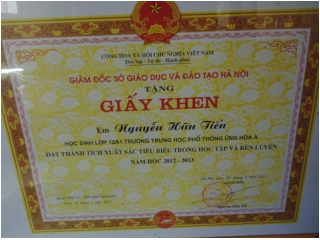 CỘNG HÒA XÃ HỘI CHỦ NGHĨA VIỆT NAM
Độc lập - Tự do - Hạnh phúc
GIÁM ĐỐC SỞ GIÁO DỤC VÀ ĐÀO TẠO HÀ NỘI
TẶNG
GIẤY KHEN
Em Nguyễn Hữu Tiến
HỌC SINH LỚP 12A1 TRƯỜNG TRUNG HỌC PHỔ THÔNG ỨNG HÒA A
ĐẠT THÀNH TÍCH XUẤT SẮC TIÊU BIỂU TRONG HỌC TẬP VÀ RÈN LUYỆN
NĂM HỌC 2012 - 2013